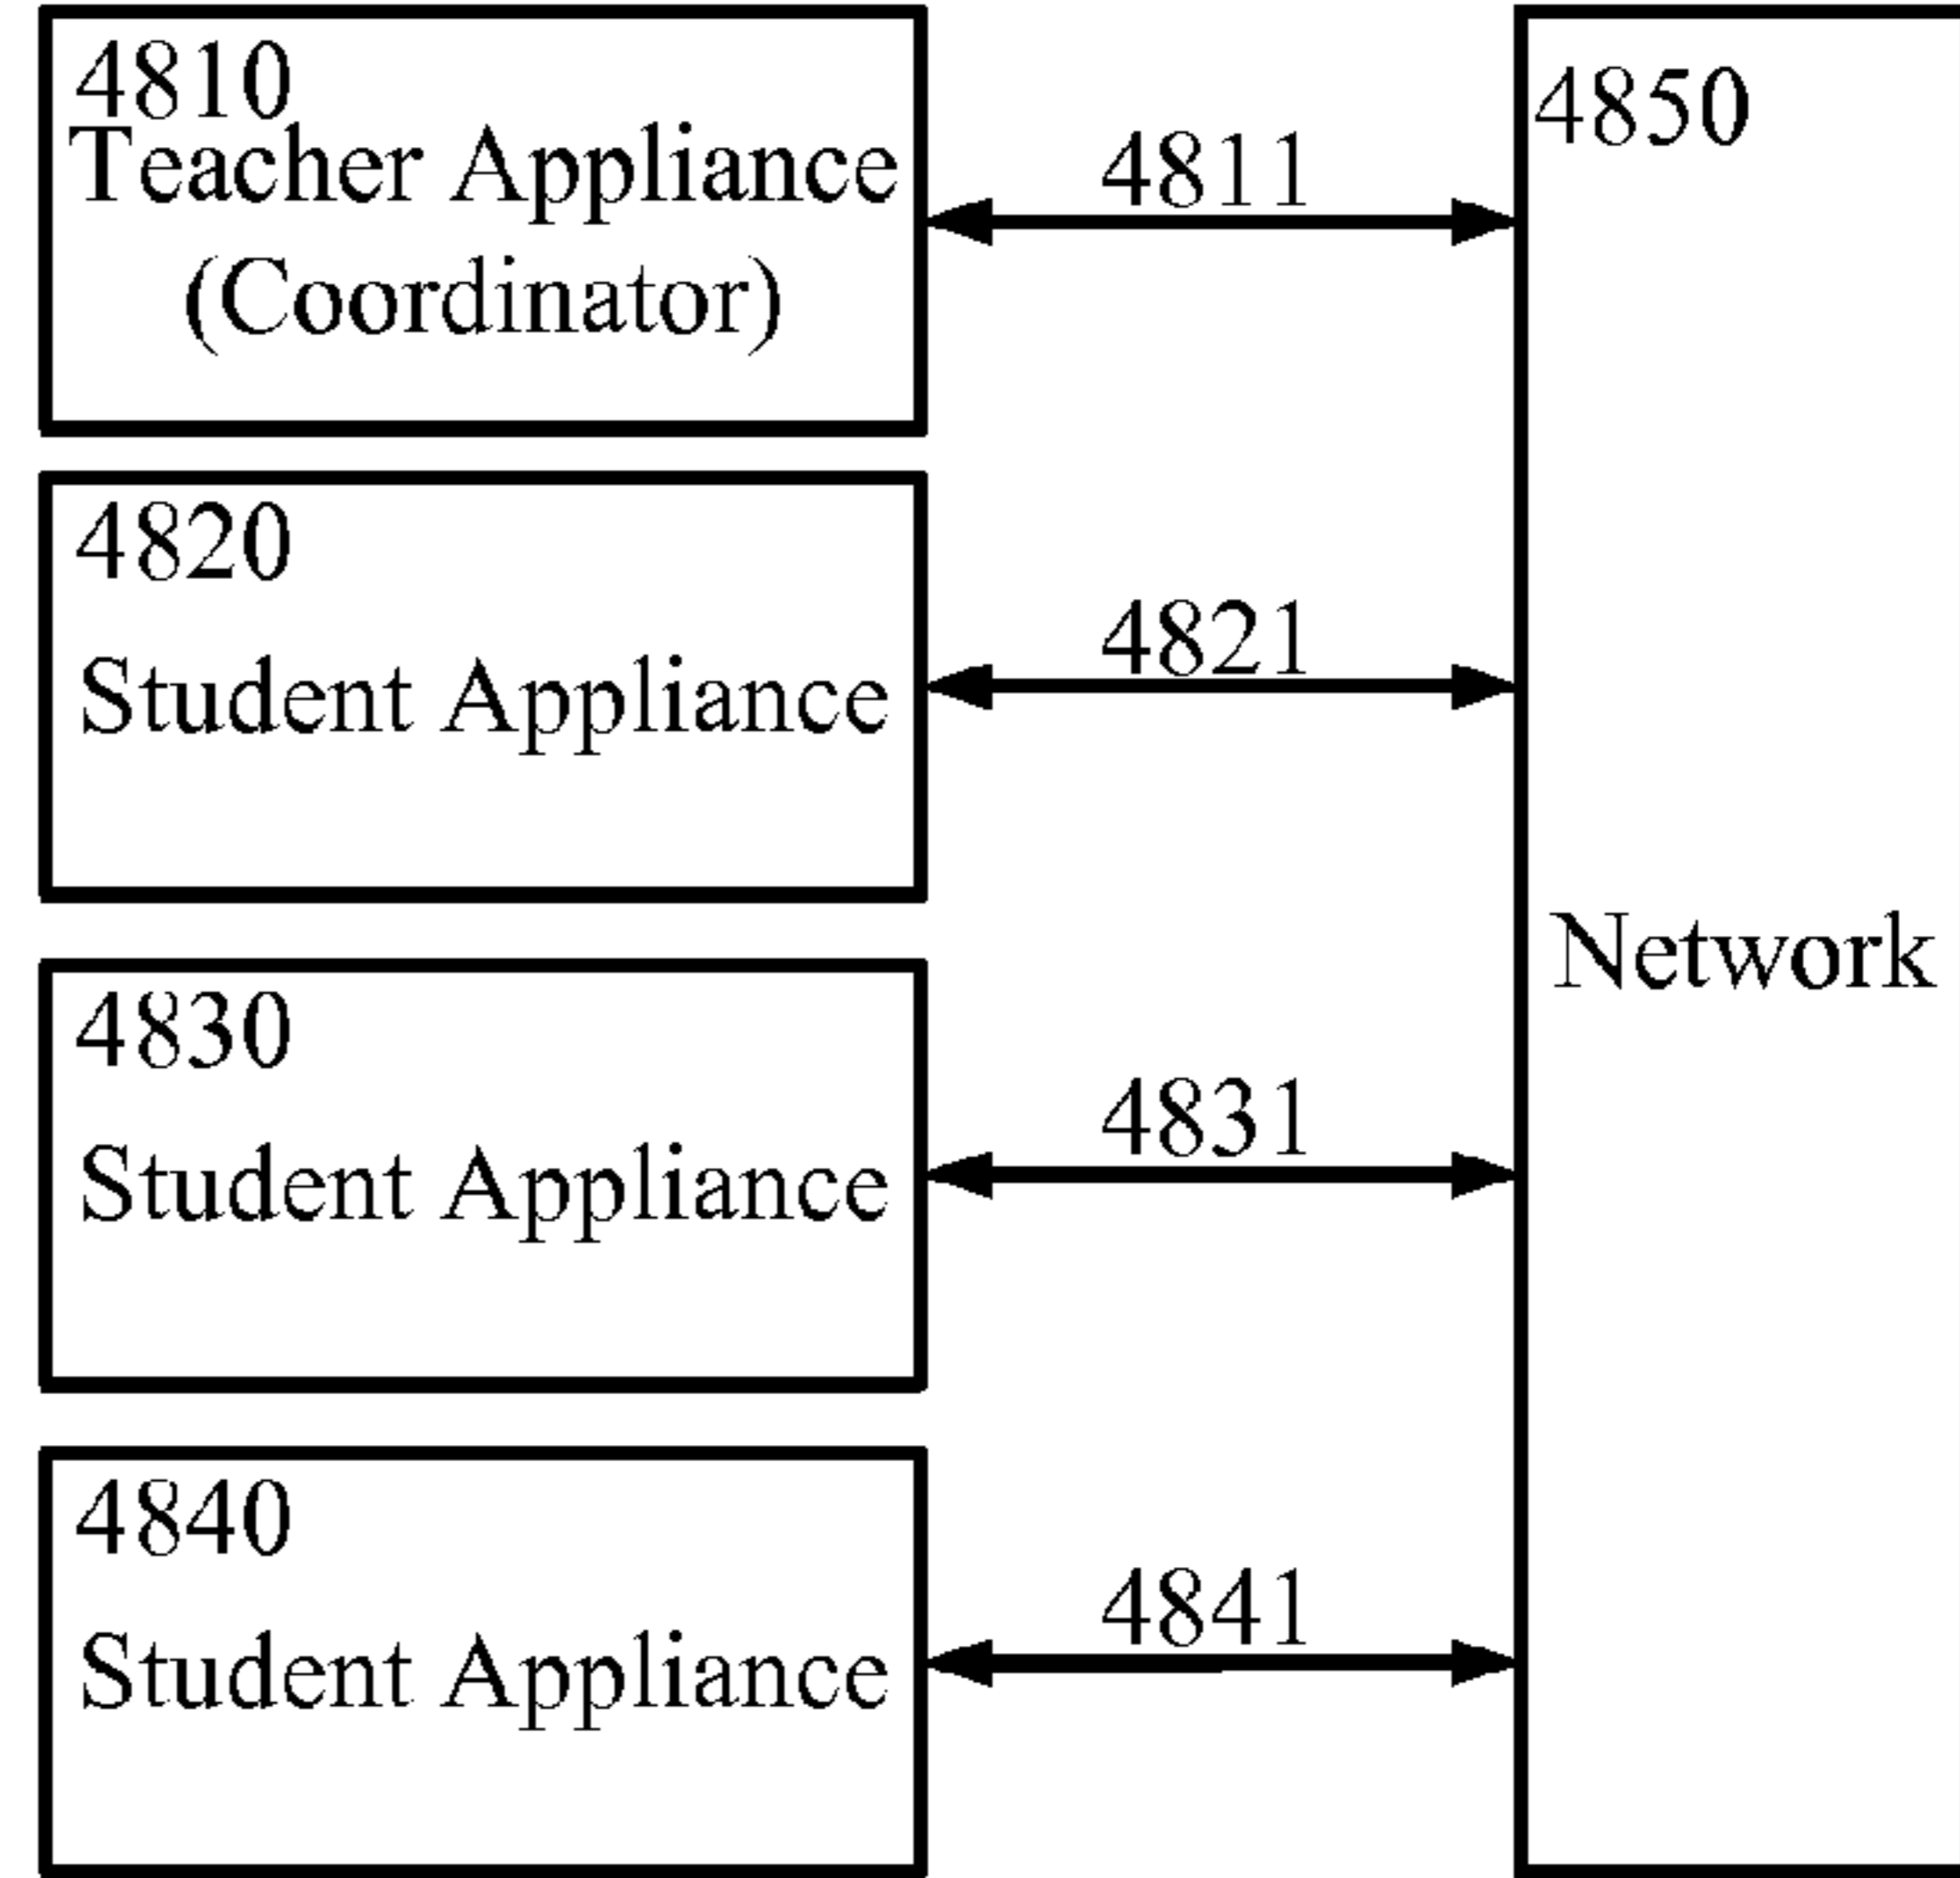 4810
Teacher Appliance
(Coordinator)
4811
4850
4820
Student Appliance
4821
Network
4830
Student Appliance
4831
4840
Student Appliance
4841